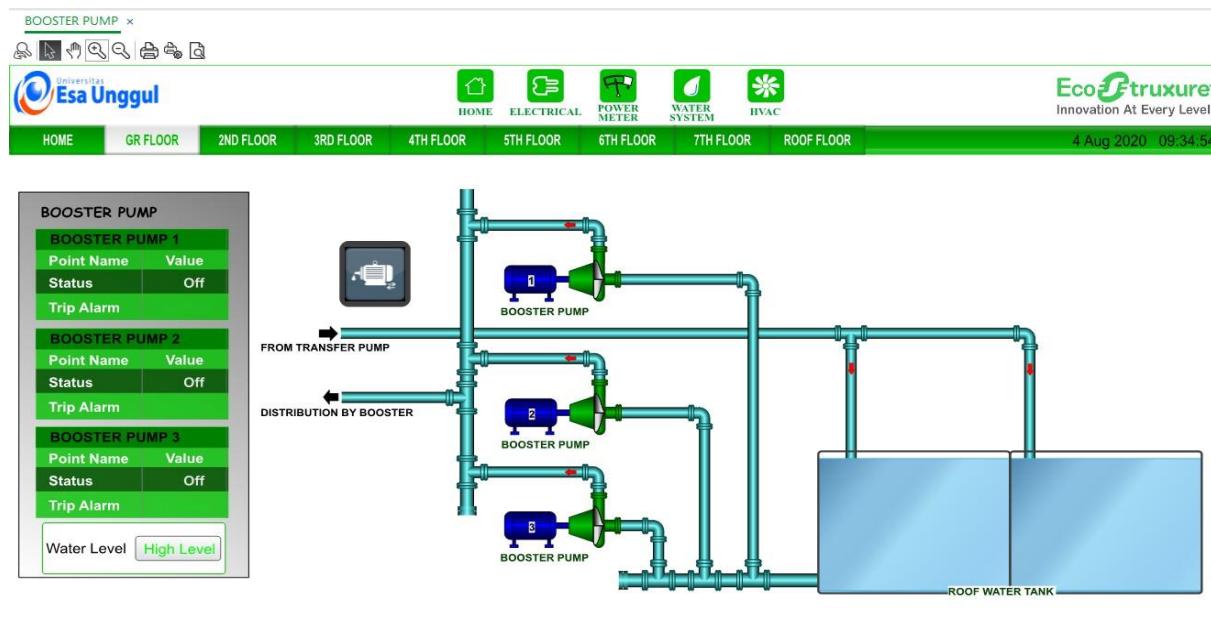 BOOSTER PUMP ×
Universitas
Esa Unggul
HOME
ELECTRICAL
POWER
METER
WATER
SYSTEM
HVAC
EcoStruxure
Innovation At Every Level
HOME GR FLOOR 2ND FLOOR 3RD FLOOR 4TH FLOOR 5TH FLOOR 6TH FLOOR 7TH FLOOR ROOF FLOOR 4 Aug 2020 09:34:54
BOOSTER PUMP
BOOSTER PUMP 1
Point Name Value
Status Off
Trip Alarm
BOOSTER PUMP 2
Point Name Value
Status Off
Trip Alarm
BOOSTER PUMP 3
Point Name Value
Status Off
Trip Alarm
Water Level High Level
FROM TRANSFER PUMP
DISTRIBUTION BY BOOSTER
1
BOOSTER PUMP
2
BOOSTER PUMP
3
BOOSTER PUMP
ROOF WATER TANK